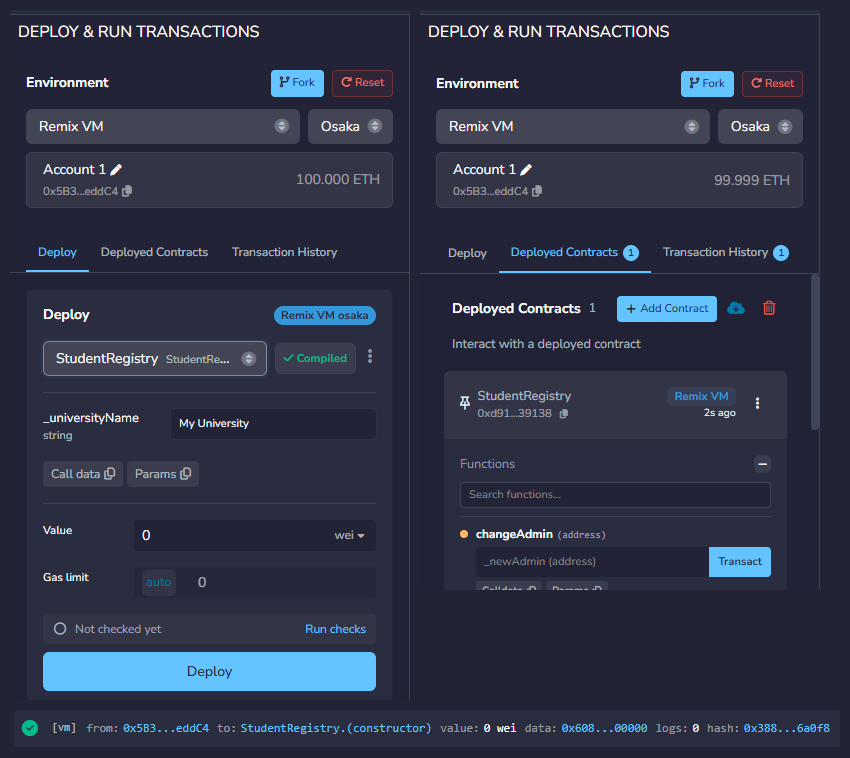 DEPLOY & RUN TRANSACTIONS
Environment
Fork
Reset
Remix VM
Osaka
Account 1
0x5B3...eddC4
100.000 ETH
Deploy
Deployed Contracts
Transaction History
Deploy
Remix VM osaka
StudentRegistry StudentRe...
Compiled
_universityName
string
My University
Call data
Params
Value
0
wei
Gas limit
auto
0
Not checked yet
Run checks
Deploy
DEPLOY & RUN TRANSACTIONS
Environment
Fork
Reset
Remix VM
Osaka
Account 1
0x5B3...eddC4
99.999 ETH
Deploy
Deployed Contracts 1
Transaction History 1
Deployed Contracts 1
+ Add Contract
Interact with a deployed contract
StudentRegistry
0xd91...39138
Remix VM
2s ago
Functions
Search functions...
changeAdmin (address)
_newAdmin (address)
Transact
Calldata
Params
[vm] from: 0x5B3...eddC4 to: StudentRegistry.(constructor) value: 0 wei data: 0x608...00000 logs: 0 hash: 0x388...6a0f8